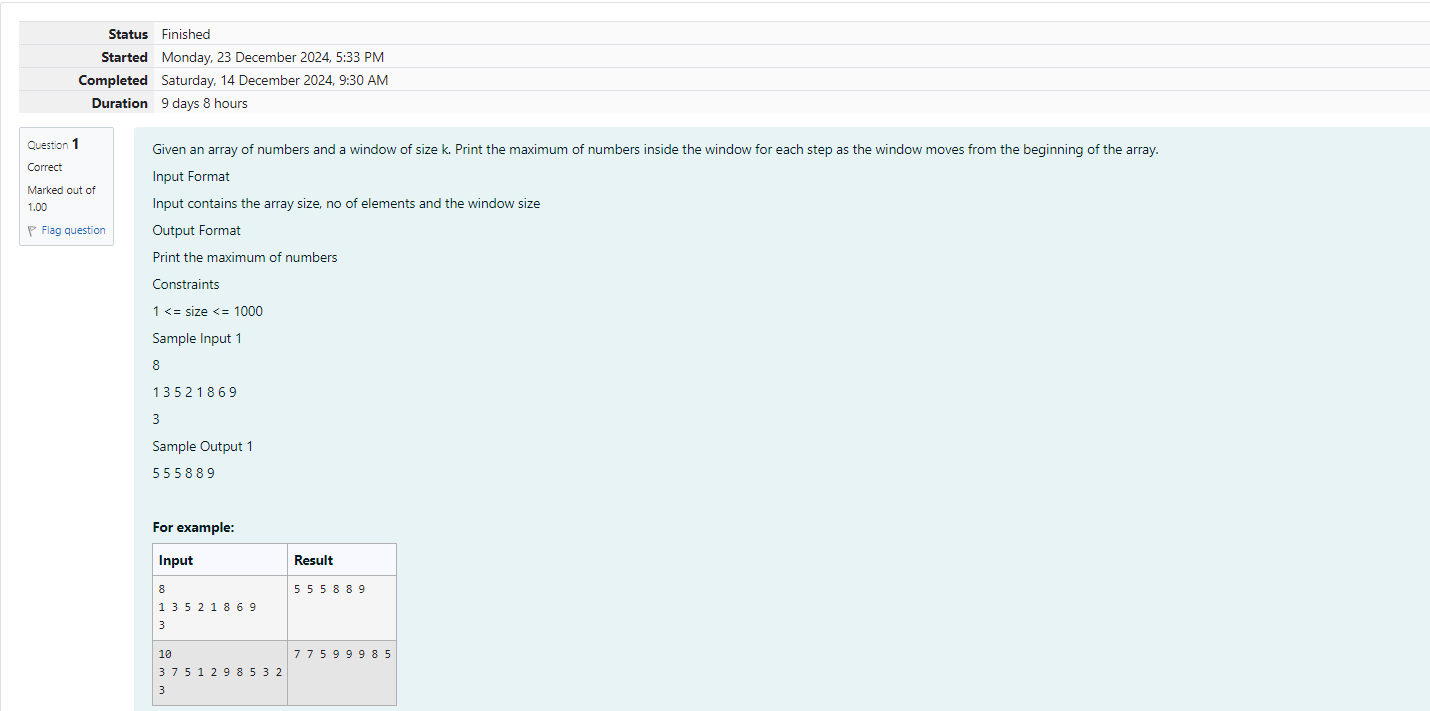 Status Finished
Started Monday, 23 December 2024, 5:33 PM
Completed Saturday, 14 December 2024, 9:30 AM
Duration 9 days 8 hours
Question 1
Correct
Marked out of
1.00
Flag question
Given an array of numbers and a window of size k. Print the maximum of numbers inside the window for each step as the window moves from the beginning of the array.
Input Format
Input contains the array size, no of elements and the window size
Output Format
Print the maximum of numbers
Constraints
1 <= size <= 1000
Sample Input 1
8
1 3 5 2 1 8 6 9
3
Sample Output 1
5 5 5 8 8 9
For example:
Input Result
8 5 5 5 8 8 9
1 3 5 2 1 8 6 9
3
10 7 7 5 9 9 9 8 5
3 7 5 1 2 9 8 5 3 2
3